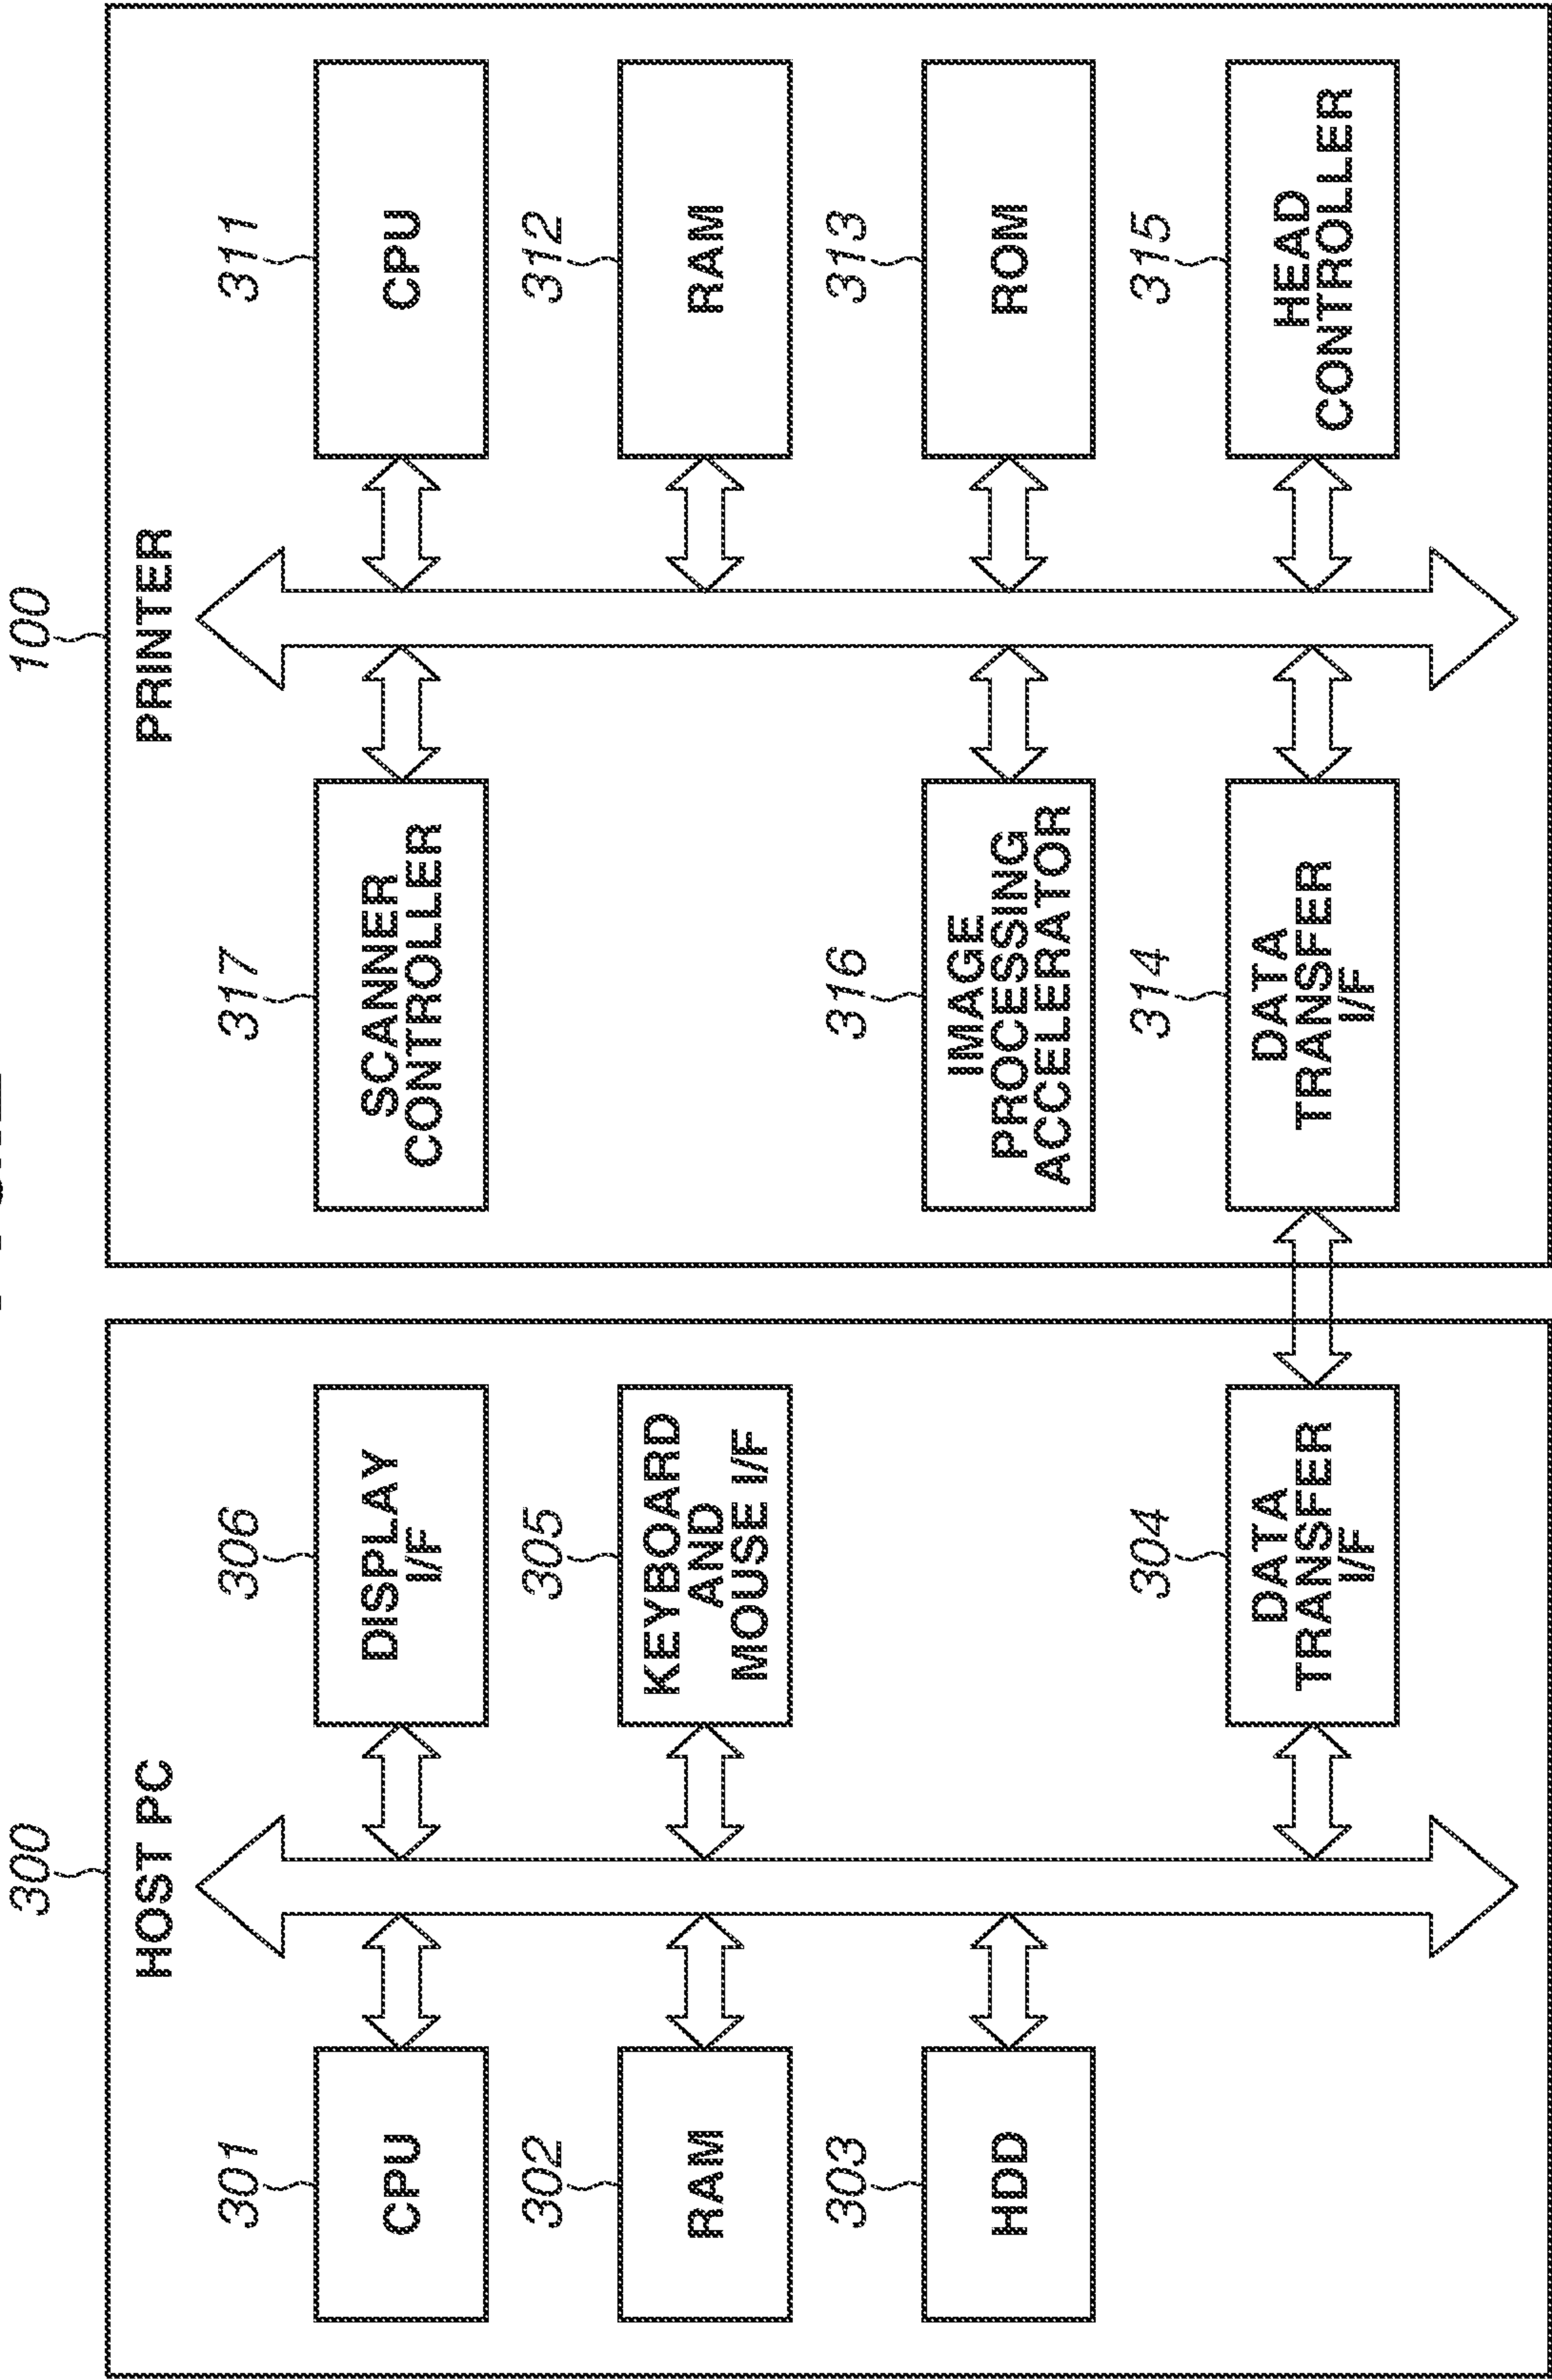 300
HOST PC
301
CPU
306
DISPLAY
I/F
302
RAM
305
KEYBOARD
AND
MOUSE I/F
303
HDD
304
DATA
TRANSFER
I/F
100
PRINTER
317
SCANNER
CONTROLLER
311
CPU
312
RAM
316
IMAGE
PROCESSING
ACCELERATOR
313
ROM
314
DATA
TRANSFER
I/F
315
HEAD
CONTROLLER